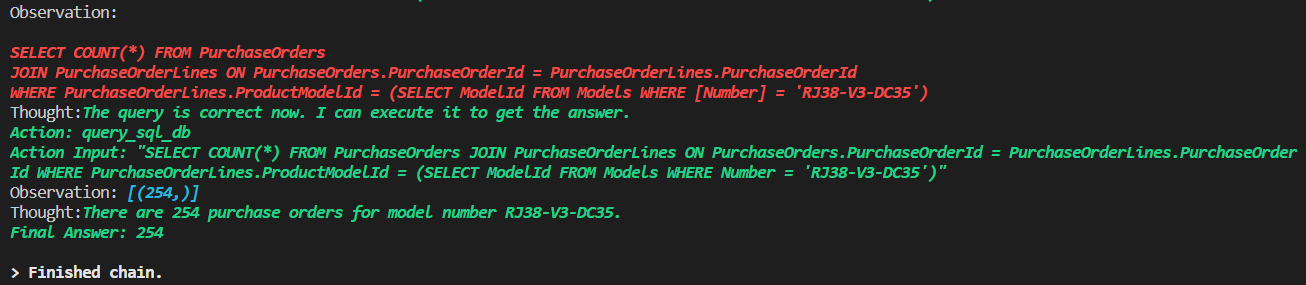 Observation:
SELECT COUNT(*) FROM PurchaseOrders
JOIN PurchaseOrderLines ON PurchaseOrders.PurchaseOrderId = PurchaseOrderLines.PurchaseOrderId
WHERE PurchaseOrderLines.ProductModelId = (SELECT ModelId FROM Models WHERE [Number] = 'RJ38-V3-DC35')
Thought:The query is correct now. I can execute it to get the answer.
Action: query_sql_db
Action Input: "SELECT COUNT(*) FROM PurchaseOrders JOIN PurchaseOrderLines ON PurchaseOrders.PurchaseOrderId = PurchaseOrderLines.PurchaseOrder
Id WHERE PurchaseOrderLines.ProductModelId = (SELECT ModelId FROM Models WHERE Number = 'RJ38-V3-DC35')"
Observation: [(254,)]
Thought:There are 254 purchase orders for model number RJ38-V3-DC35.
Final Answer: 254
> Finished chain.